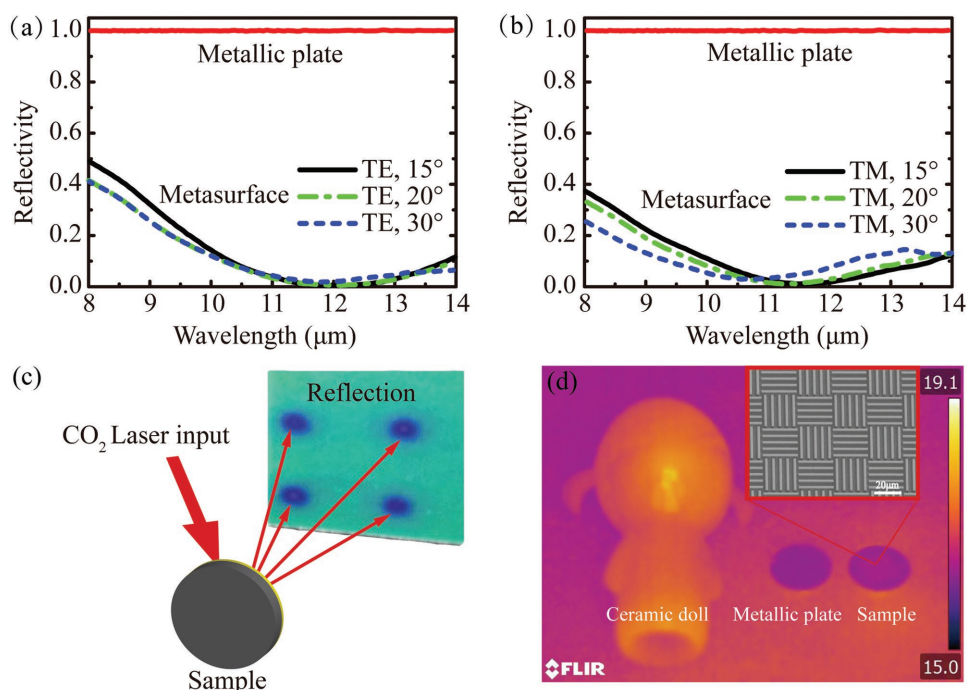 (a)
1.0
0.8
0.6
0.4
0.2
0.0
Reflectivity
Metallic plate
Metasurface
TE, 15°
TE, 20°
TE, 30°
8 9 10 11 12 13 14
Wavelength (μm)
(b)
1.0
0.8
0.6
0.4
0.2
0.0
Reflectivity
Metallic plate
Metasurface
TM, 15°
TM, 20°
TM, 30°
8 9 10 11 12 13 14
Wavelength (μm)
(c)
Reflection
CO₂ Laser input
Sample
(d)
19.1
20μm
Ceramic doll
Metallic plate
Sample
FLIR
15.0